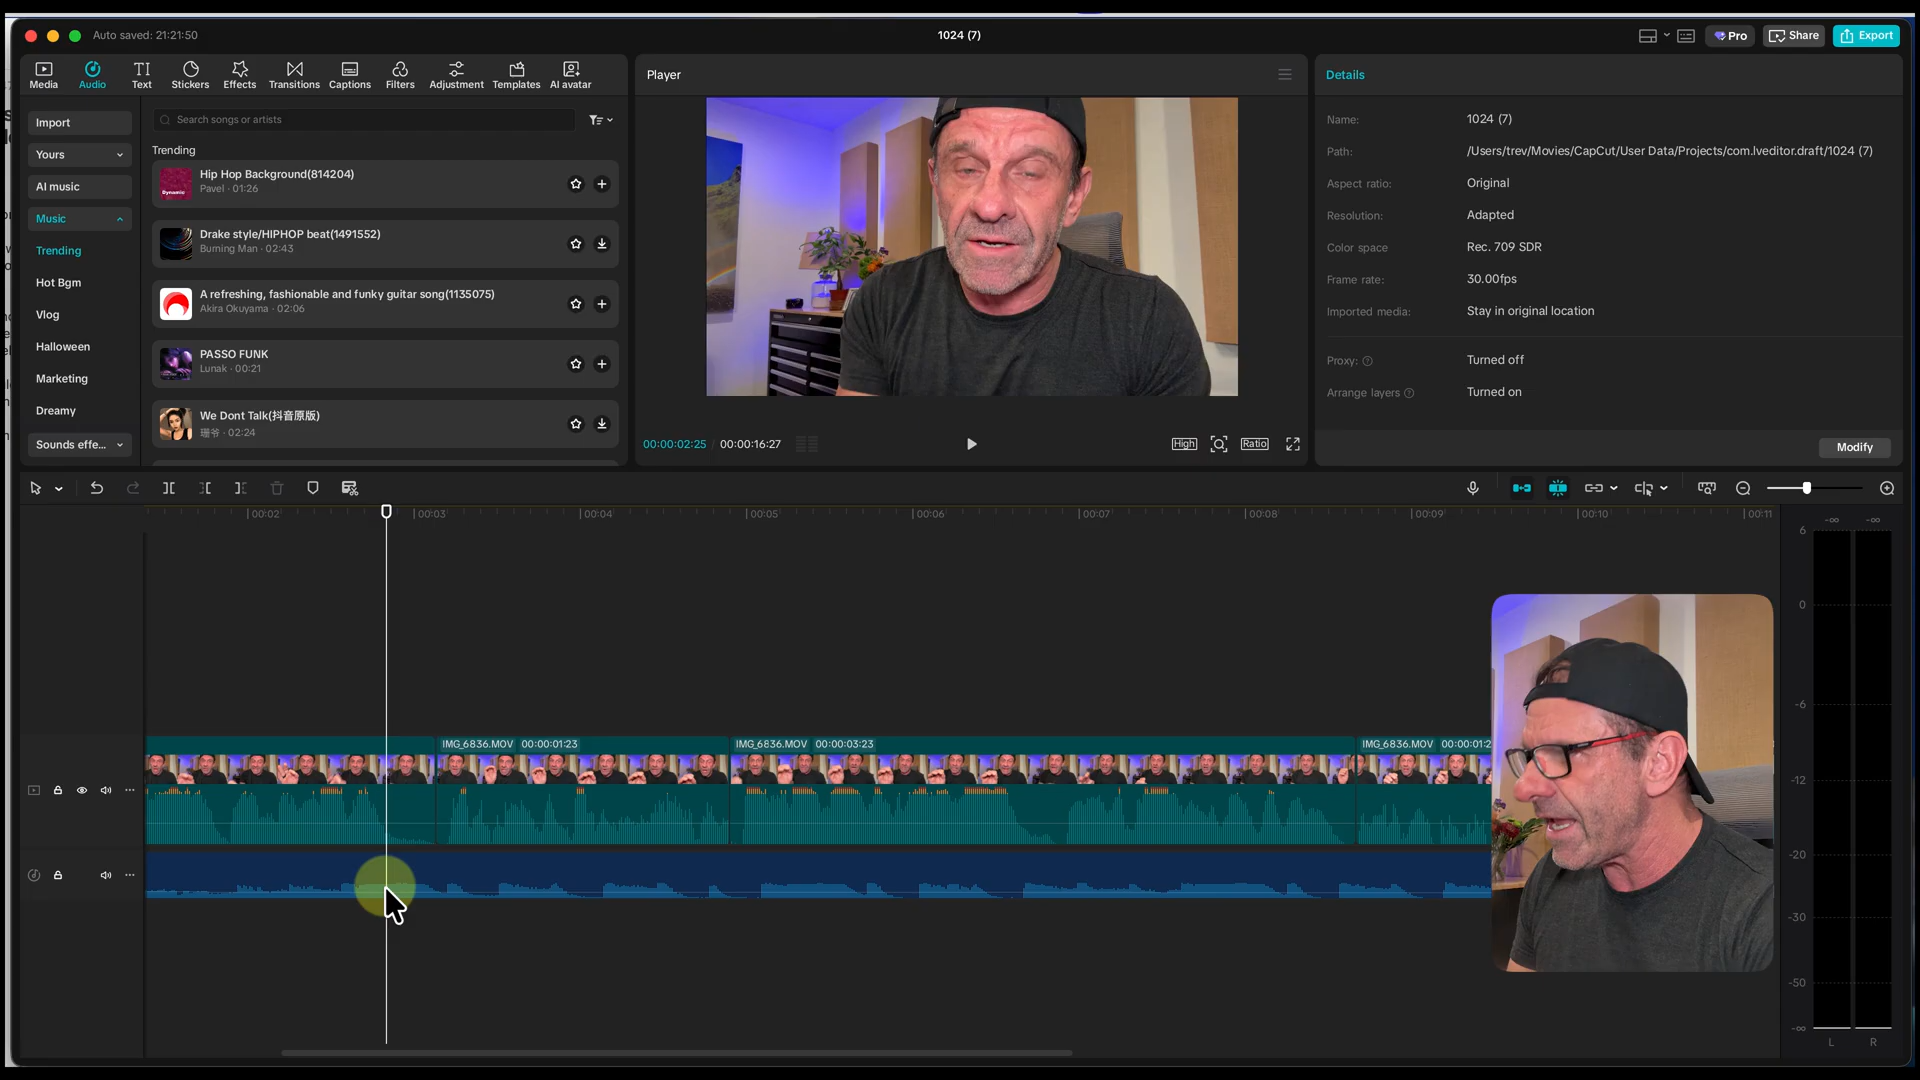 Auto saved: 21:21:50
1024 (7)
Pro
Share
Export
Media
Audio
Text
Stickers
Effects
Transitions
Captions
Filters
Adjustment
Templates
AI avatar
Import
Yours
AI music
Music
Trending
Hot Bgm
Vlog
Halloween
Marketing
Dreamy
Sounds effe...
Search songs or artists
Trending
Hip Hop Background(814204)
Pavel · 01:26
Dynamic
Drake style/HIPHOP beat(1491552)
Burning Man · 02:43
A refreshing, fashionable and funky guitar song(1135075)
Akira Okuyama · 02:06
PASSO FUNK
Lunak · 00:21
We Dont Talk(抖音原版)
珊爷 · 02:24
Player
00:00:02:25
00:00:16:27
High
Ratio
Details
Name: 1024 (7)
Path: /Users/trev/Movies/CapCut/User Data/Projects/com.lveditor.draft/1024 (7)
Aspect ratio: Original
Resolution: Adapted
Color space Rec. 709 SDR
Frame rate: 30.00fps
Imported media: Stay in original location
Proxy: Turned off
Arrange layers Turned on
Modify
00:02 00:03 00:04 00:05 00:06 00:07 00:08 00:09 00:10 00:11
IMG_6836.MOV 00:00:01:23
IMG_6836.MOV 00:00:03:23
IMG_6836.MOV 00:00:01:2
-∞ -∞
6
0
-6
-12
-20
-30
-50
-∞
L R